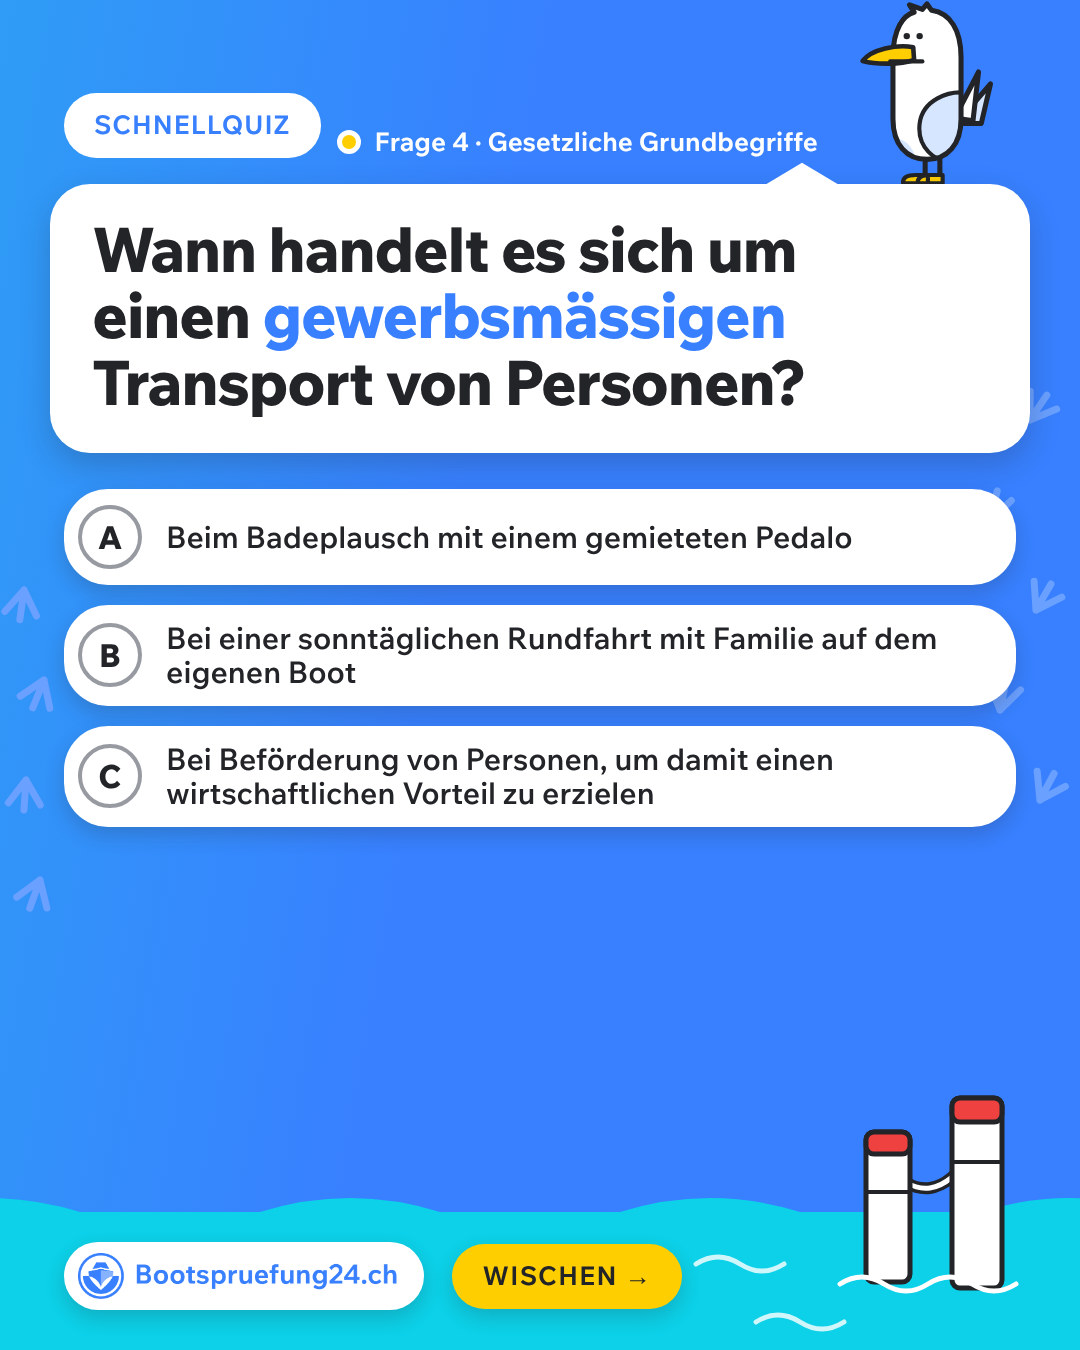 SCHNELLQUIZ
Frage 4 · Gesetzliche Grundbegriffe
Wann handelt es sich um
einen gewerbsmässigen
Transport von Personen?
A Beim Badeplausch mit einem gemieteten Pedalo
B Bei einer sonntäglichen Rundfahrt mit Familie auf dem
eigenen Boot
C Bei Beförderung von Personen, um damit einen
wirtschaftlichen Vorteil zu erzielen
Bootspruefung24.ch
WISCHEN →